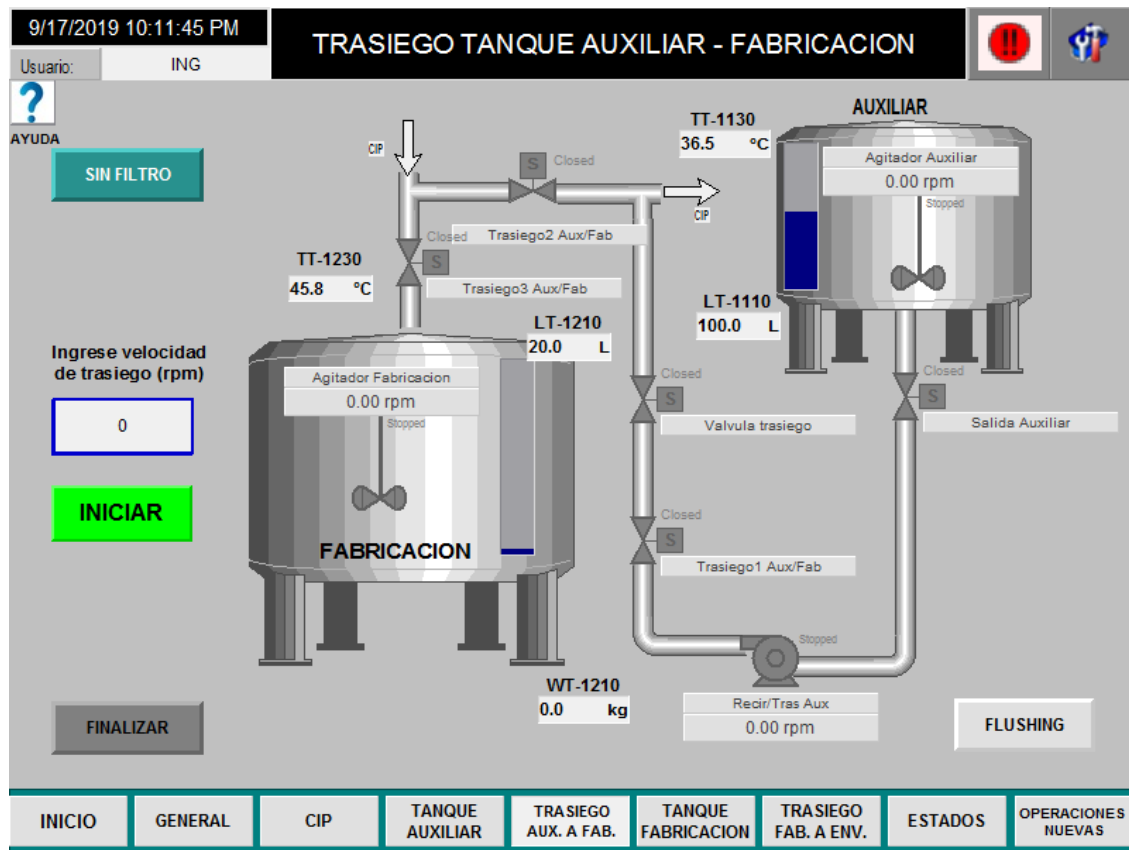 9/17/2019 10:11:45 PM
Usuario: ING
TRASIEGO TANQUE AUXILIAR - FABRICACION
!!
?
AYUDA
SIN FILTRO
CIP
S
Closed
Trasiego2 Aux/Fab
CIP
TT-1130
36.5 ºC
AUXILIAR
Agitador Auxiliar
0.00 rpm
Stopped
Closed
S
Trasiego3 Aux/Fab
TT-1230
45.8 ºC
LT-1110
100.0 L
LT-1210
20.0 L
Ingrese velocidad
de trasiego (rpm)
0
INICIAR
Agitador Fabricacion
0.00 rpm
Stopped
FABRICACION
Closed
S
Valvula trasiego
Closed
S
Salida Auxiliar
Closed
S
Trasiego1 Aux/Fab
Stopped
Recir/Tras Aux
0.00 rpm
WT-1210
0.0 kg
FINALIZAR
FLUSHING
INICIO
GENERAL
CIP
TANQUE
AUXILIAR
TRASIEGO
AUX. A FAB.
TANQUE
FABRICACION
TRASIEGO
FAB. A ENV.
ESTADOS
OPERACIONES
NUEVAS